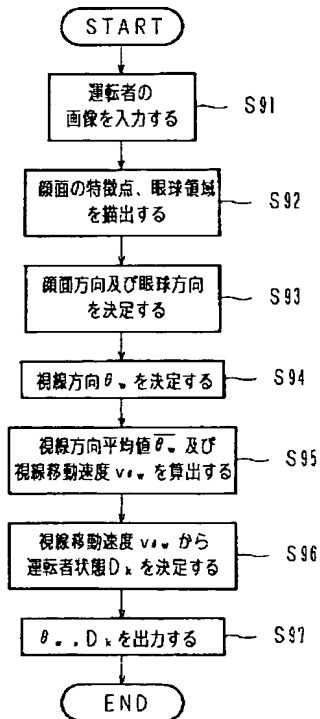 START
運転者の
画像を入力する
S91
顔面の特徴点、眼球領域
を描出する
S92
顔面方向及び眼球方向
を決定する
S93
視線方向θwを決定する
S94
視線方向平均値θw及び
視線移動速度vθwを算出する
S95
視線移動速度vθwから
運転者状態Dkを決定する
S96
θw,Dkを出力する
S97
END